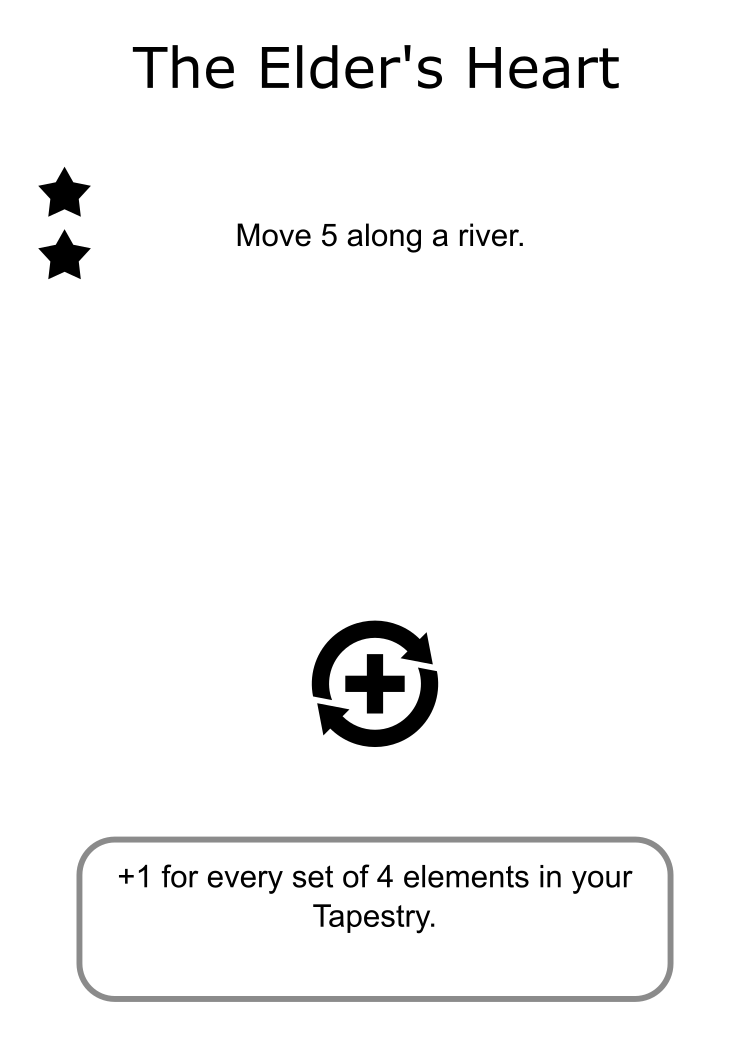 The Elder's Heart
Move 5 along a river.
+1 for every set of 4 elements in your
Tapestry.